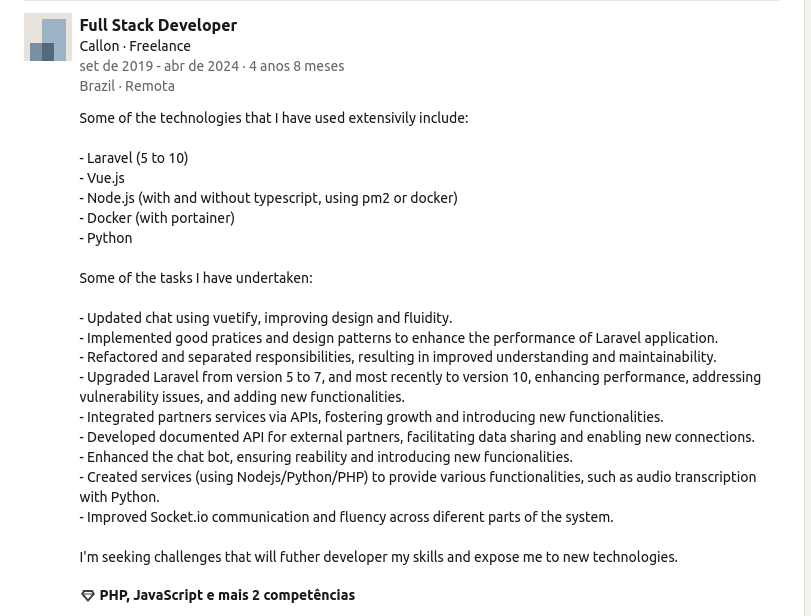 Full Stack Developer
Callon · Freelance
set de 2019 - abr de 2024 · 4 anos 8 meses
Brazil · Remota
Some of the technologies that I have used extensivily include:
- Laravel (5 to 10)
- Vue.js
- Node.js (with and without typescript, using pm2 or docker)
- Docker (with portainer)
- Python
Some of the tasks I have undertaken:
- Updated chat using vuetify, improving design and fluidity.
- Implemented good pratices and design patterns to enhance the performance of Laravel application.
- Refactored and separated responsibilities, resulting in improved understanding and maintainability.
- Upgraded Laravel from version 5 to 7, and most recently to version 10, enhancing performance, addressing
vulnerability issues, and adding new functionalities.
- Integrated partners services via APIs, fostering growth and introducing new functionalities.
- Developed documented API for external partners, facilitating data sharing and enabling new connections.
- Enhanced the chat bot, ensuring reability and introducing new funcionalities.
- Created services (using Nodejs/Python/PHP) to provide various functionalities, such as audio transcription
with Python.
- Improved Socket.io communication and fluency across diferent parts of the system.
I'm seeking challenges that will futher developer my skills and expose me to new technologies.
PHP, JavaScript e mais 2 competências